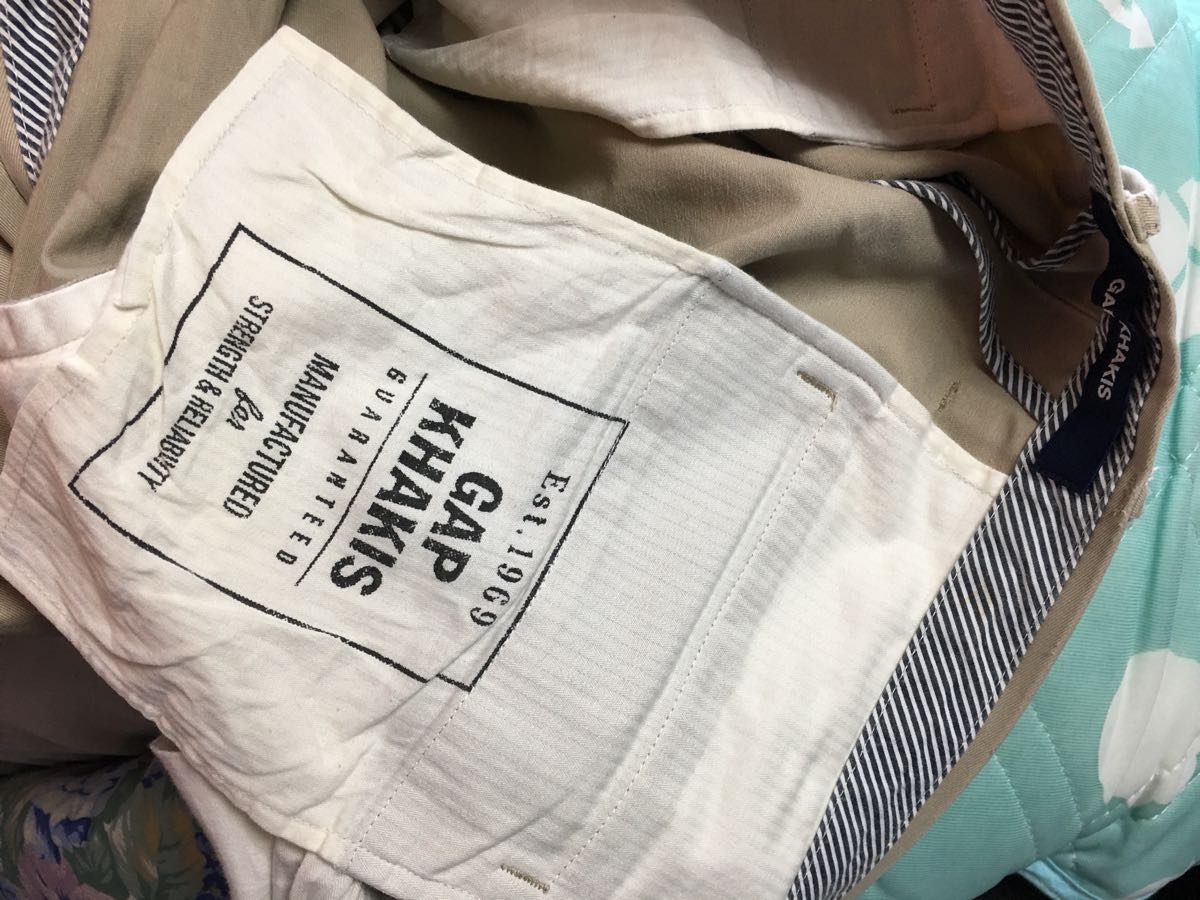 Est. 1969
GAP
KHAKIS
GUARANTEED
MANUFACTURED
for
STRENGTH & RELIABILITY
GAP KHAKIS